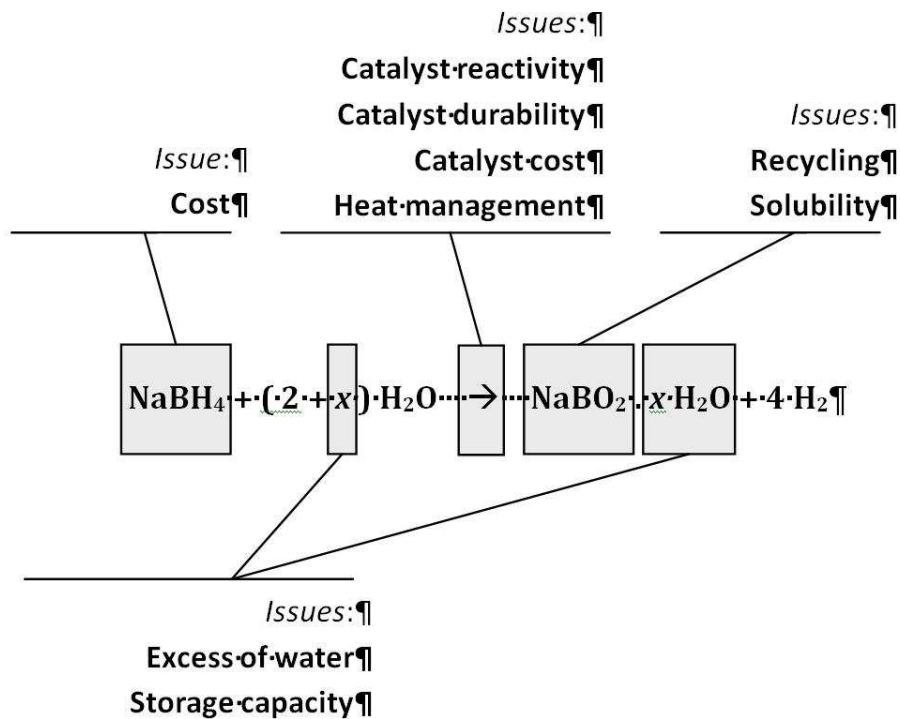 Issues:¶
Catalyst·reactivity¶
Catalyst·durability¶
Catalyst·cost¶
Heat·management¶
Issues:¶
Recycling¶
Solubility¶
Issue:¶
Cost¶
NaBH₄·+·(·2·+·x·)·H₂O····→····NaBO₂·.·x·H₂O·+·4·H₂¶
Issues:¶
Excess·of·water¶
Storage·capacity¶